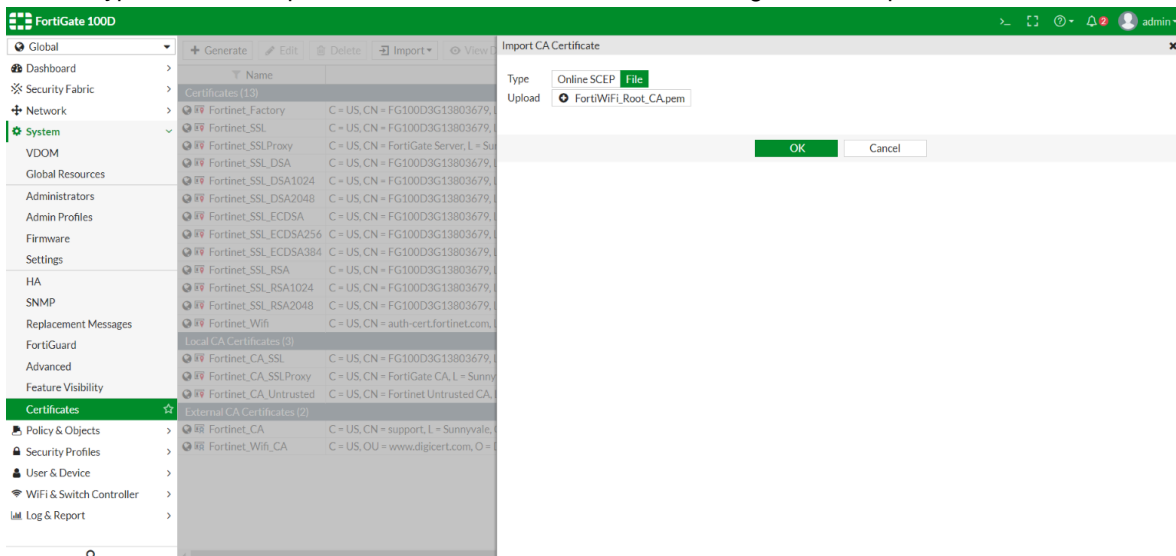 FortiGate 100D
>_
2
admin
Global
Dashboard
Security Fabric
Network
System
VDOM
Global Resources
Administrators
Admin Profiles
Firmware
Settings
HA
SNMP
Replacement Messages
FortiGuard
Advanced
Feature Visibility
Certificates
Policy & Objects
Security Profiles
User & Device
WiFi & Switch Controller
Log & Report
+ Generate Edit Delete Import View D
Name
Certificates (13)
Fortinet_Factory C = US, CN = FG100D3G13803679, L
Fortinet_SSL C = US, CN = FG100D3G13803679, L
Fortinet_SSLProxy C = US, CN = FortiGate Server, L = Sun
Fortinet_SSL_DSA C = US, CN = FG100D3G13803679, L
Fortinet_SSL_DSA1024 C = US, CN = FG100D3G13803679, L
Fortinet_SSL_DSA2048 C = US, CN = FG100D3G13803679, L
Fortinet_SSL_ECDSA C = US, CN = FG100D3G13803679, L
Fortinet_SSL_ECDSA256 C = US, CN = FG100D3G13803679, L
Fortinet_SSL_ECDSA384 C = US, CN = FG100D3G13803679, L
Fortinet_SSL_RSA C = US, CN = FG100D3G13803679, L
Fortinet_SSL_RSA1024 C = US, CN = FG100D3G13803679, L
Fortinet_SSL_RSA2048 C = US, CN = FG100D3G13803679, L
Fortinet_Wifi C = US, CN = auth-cert.fortinet.com,
Local CA Certificates (3)
Fortinet_CA_SSL C = US, CN = FG100D3G13803679, L
Fortinet_CA_SSLProxy C = US, CN = FortiGate CA, L = Sunny
Fortinet_CA_Untrusted C = US, CN = Fortinet Untrusted CA,
External CA Certificates (2)
Fortinet_CA C = US, CN = support, L = Sunnyvale,
Fortinet_Wifi_CA C = US, OU = www.digicert.com, O =
Import CA Certificate
Type Online SCEP File
Upload FortiWiFi_Root_CA.pem
OK Cancel